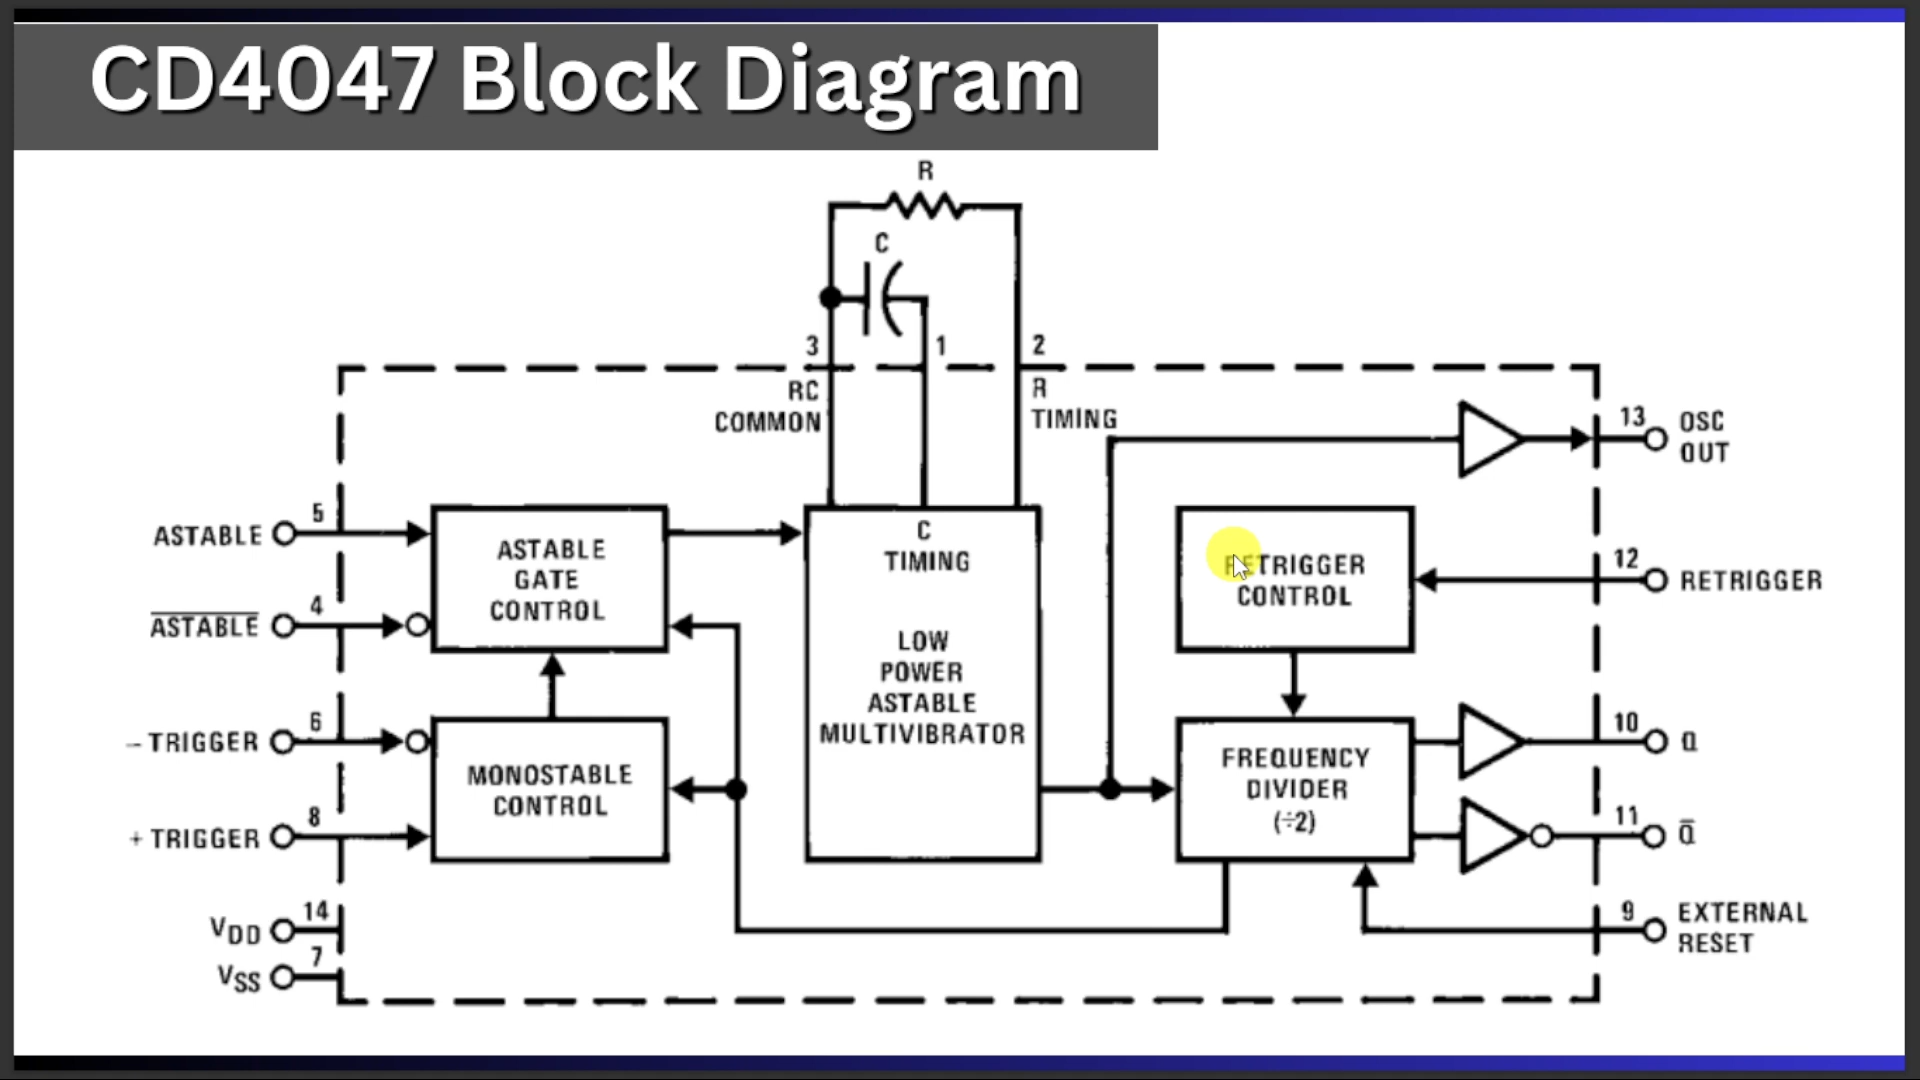 CD4047 Block Diagram
R
C
3
1
2
RC
COMMON
R
TIMING
13
OSC
OUT
5
ASTABLE
ASTABLE
GATE
CONTROL
C
TIMING
LOW
POWER
ASTABLE
MULTIVIBRATOR
RETRIGGER
CONTROL
12
RETRIGGER
4
A̅S̅T̅A̅B̅L̅E̅
6
– TRIGGER
MONOSTABLE
CONTROL
8
+ TRIGGER
FREQUENCY
DIVIDER
(÷2)
10
Q
11
Q̅
14
VDD
7
VSS
9
EXTERNAL
RESET